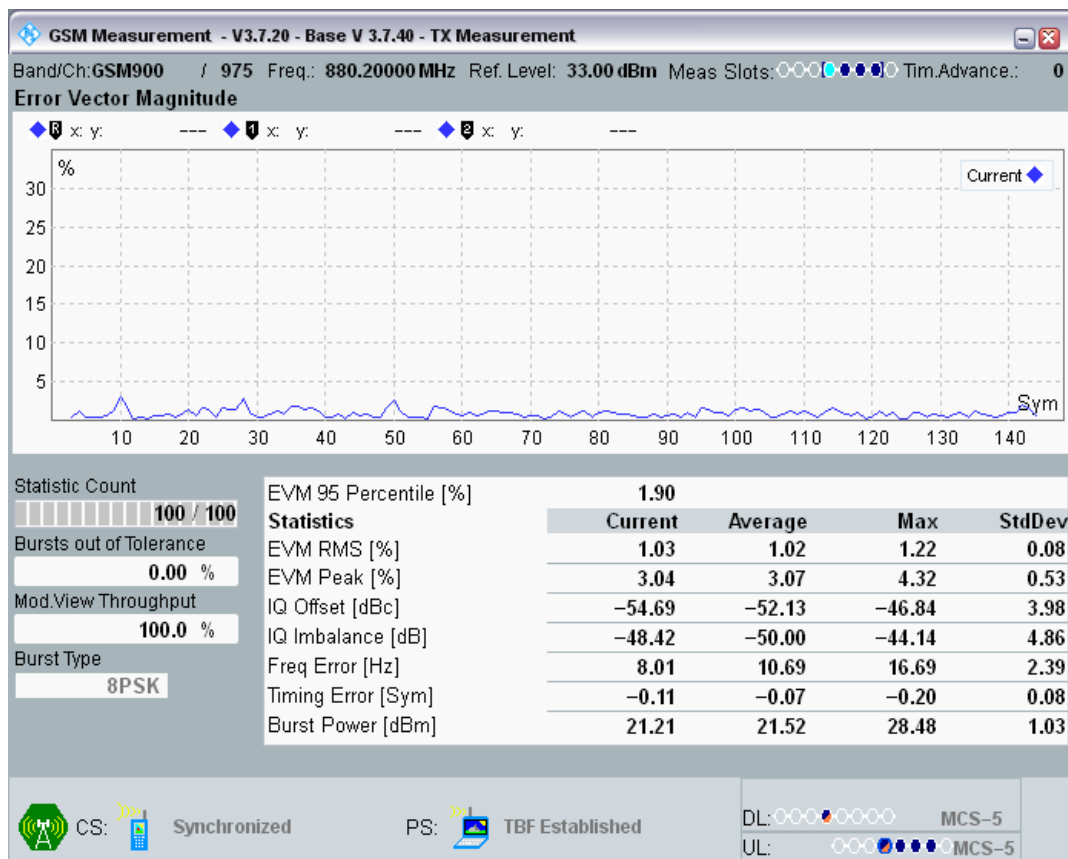 GSM Measurement - V3.7.20 - Base V 3.7.40 - TX Measurement
Band/Ch:GSM900 / 975 Freq.: 880.20000 MHz Ref. Level: 33.00 dBm Meas Slots: Tim.Advance.: 0
Error Vector Magnitude
R x: y: --- 1 x: y: --- 2 x: y: ---
%
Current
30
25
20
15
10
5
Sym
10 20 30 40 50 60 70 80 90 100 110 120 130 140
Statistic Count
100 / 100
Bursts out of Tolerance
0.00 %
Mod.View Throughput
100.0 %
Burst Type
8PSK
EVM 95 Percentile [%] 1.90
Statistics Current Average Max StdDev
EVM RMS [%] 1.03 1.02 1.22 0.08
EVM Peak [%] 3.04 3.07 4.32 0.53
IQ Offset [dBc] −54.69 −52.13 −46.84 3.98
IQ Imbalance [dB] −48.42 −50.00 −44.14 4.86
Freq Error [Hz] 8.01 10.69 16.69 2.39
Timing Error [Sym] −0.11 −0.07 −0.20 0.08
Burst Power [dBm] 21.21 21.52 28.48 1.03
CS: Synchronized PS: TBF Established
DL: MCS−5
UL: MCS−5